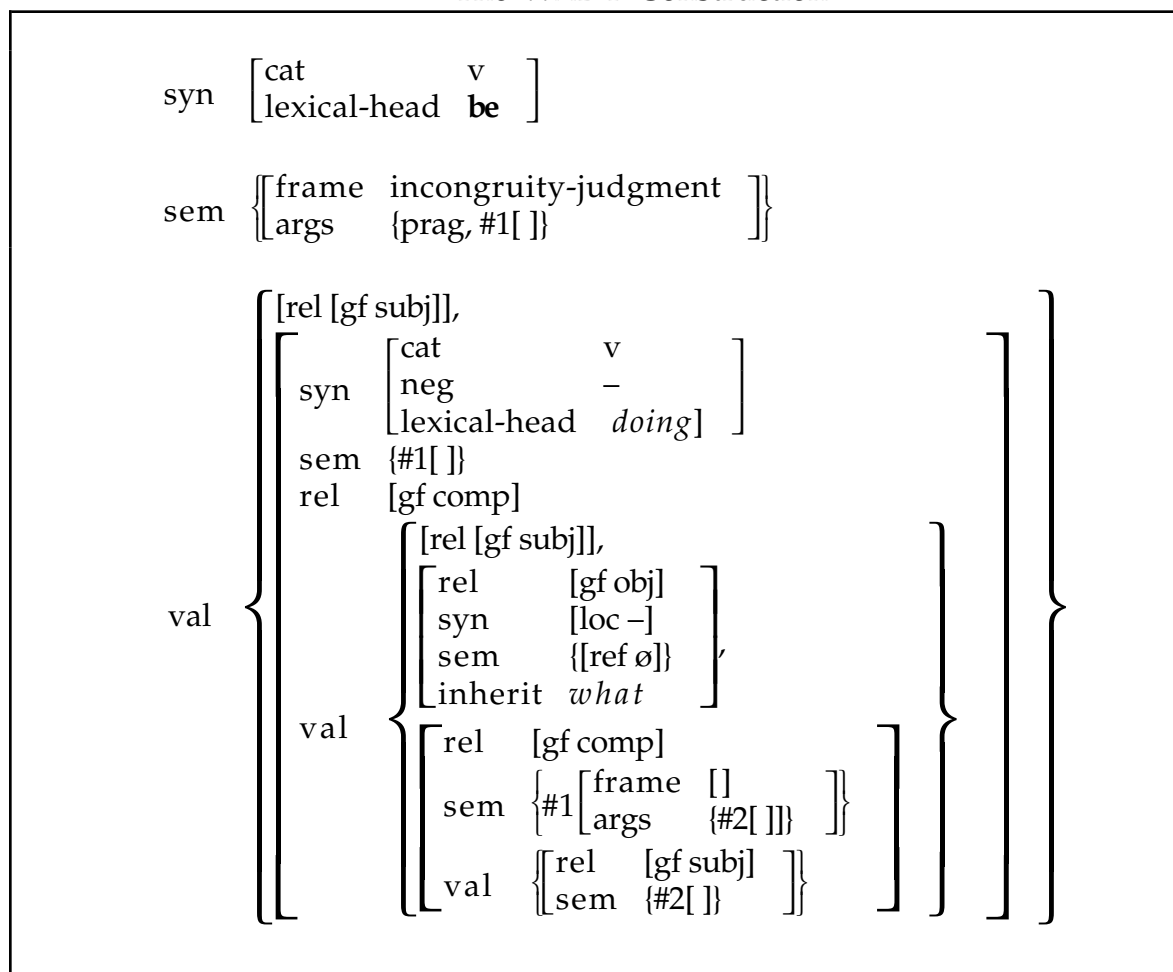 syn [cat v
lexical-head be ]
sem {[frame incongruity-judgment
args {prag, #1[ ]} ]}
val { [rel [gf subj]],
syn [cat v
neg –
lexical-head doing] ]
sem {#1[ ]}
rel [gf comp]
val { [rel [gf subj]],
[rel [gf obj]
syn [loc –]
sem {[ref ø]}
inherit what ],
[rel [gf comp]
sem {#1[frame []
args {#2[ ]]} ]}
val {[rel [gf subj]
sem {#2[ ]} ]} ] } ] }